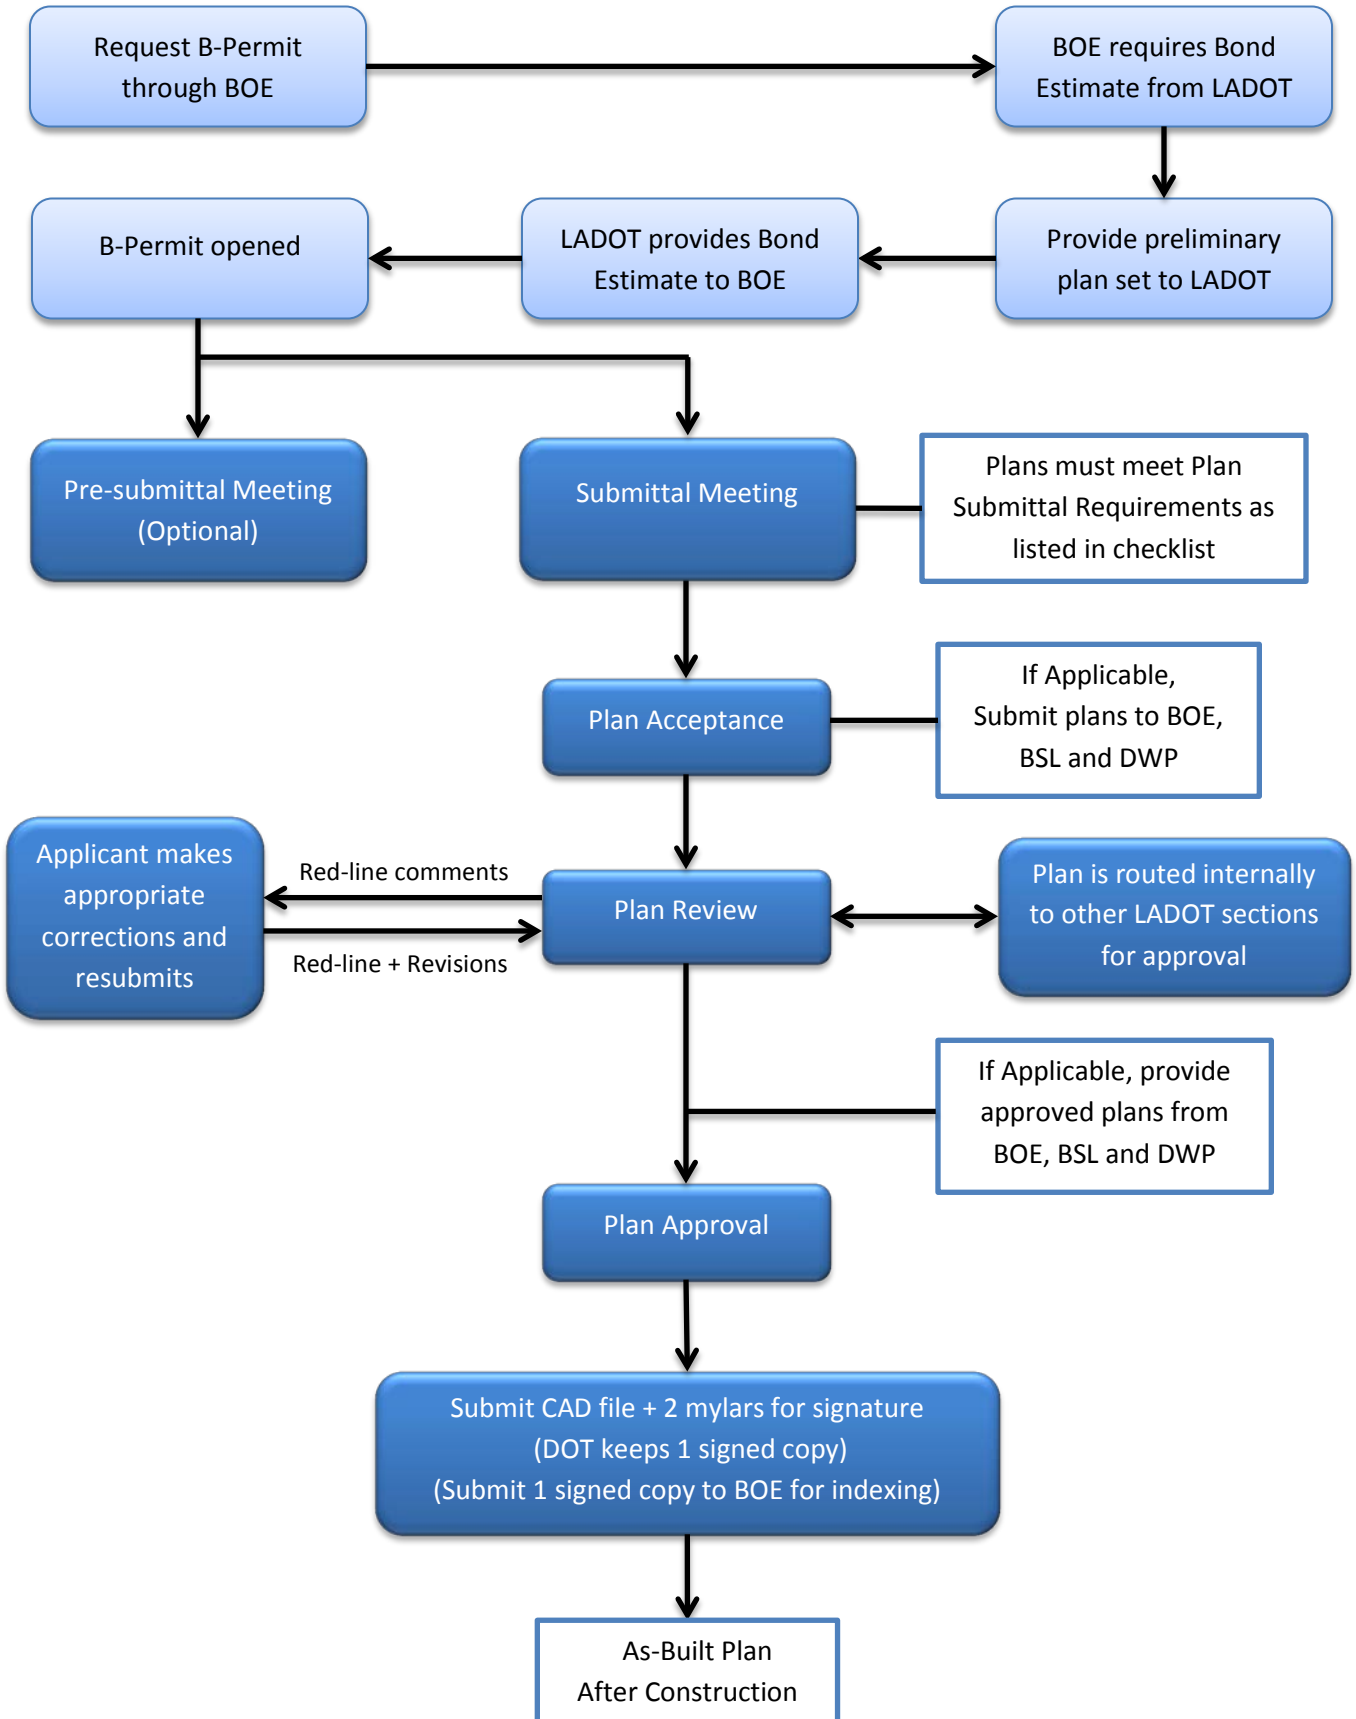 Request B-Permit
through BOE
BOE requires Bond
Estimate from LADOT
B-Permit opened
LADOT provides Bond
Estimate to BOE
Provide preliminary
plan set to LADOT
Pre-submittal Meeting
(Optional)
Submittal Meeting
Plans must meet Plan
Submittal Requirements as
listed in checklist
Plan Acceptance
If Applicable,
Submit plans to BOE,
BSL and DWP
Applicant makes
appropriate
corrections and
resubmits
Red-line comments
Red-line + Revisions
Plan Review
Plan is routed internally
to other LADOT sections
for approval
If Applicable, provide
approved plans from
BOE, BSL and DWP
Plan Approval
Submit CAD file + 2 mylars for signature
(DOT keeps 1 signed copy)
(Submit 1 signed copy to BOE for indexing)
As-Built Plan
After Construction